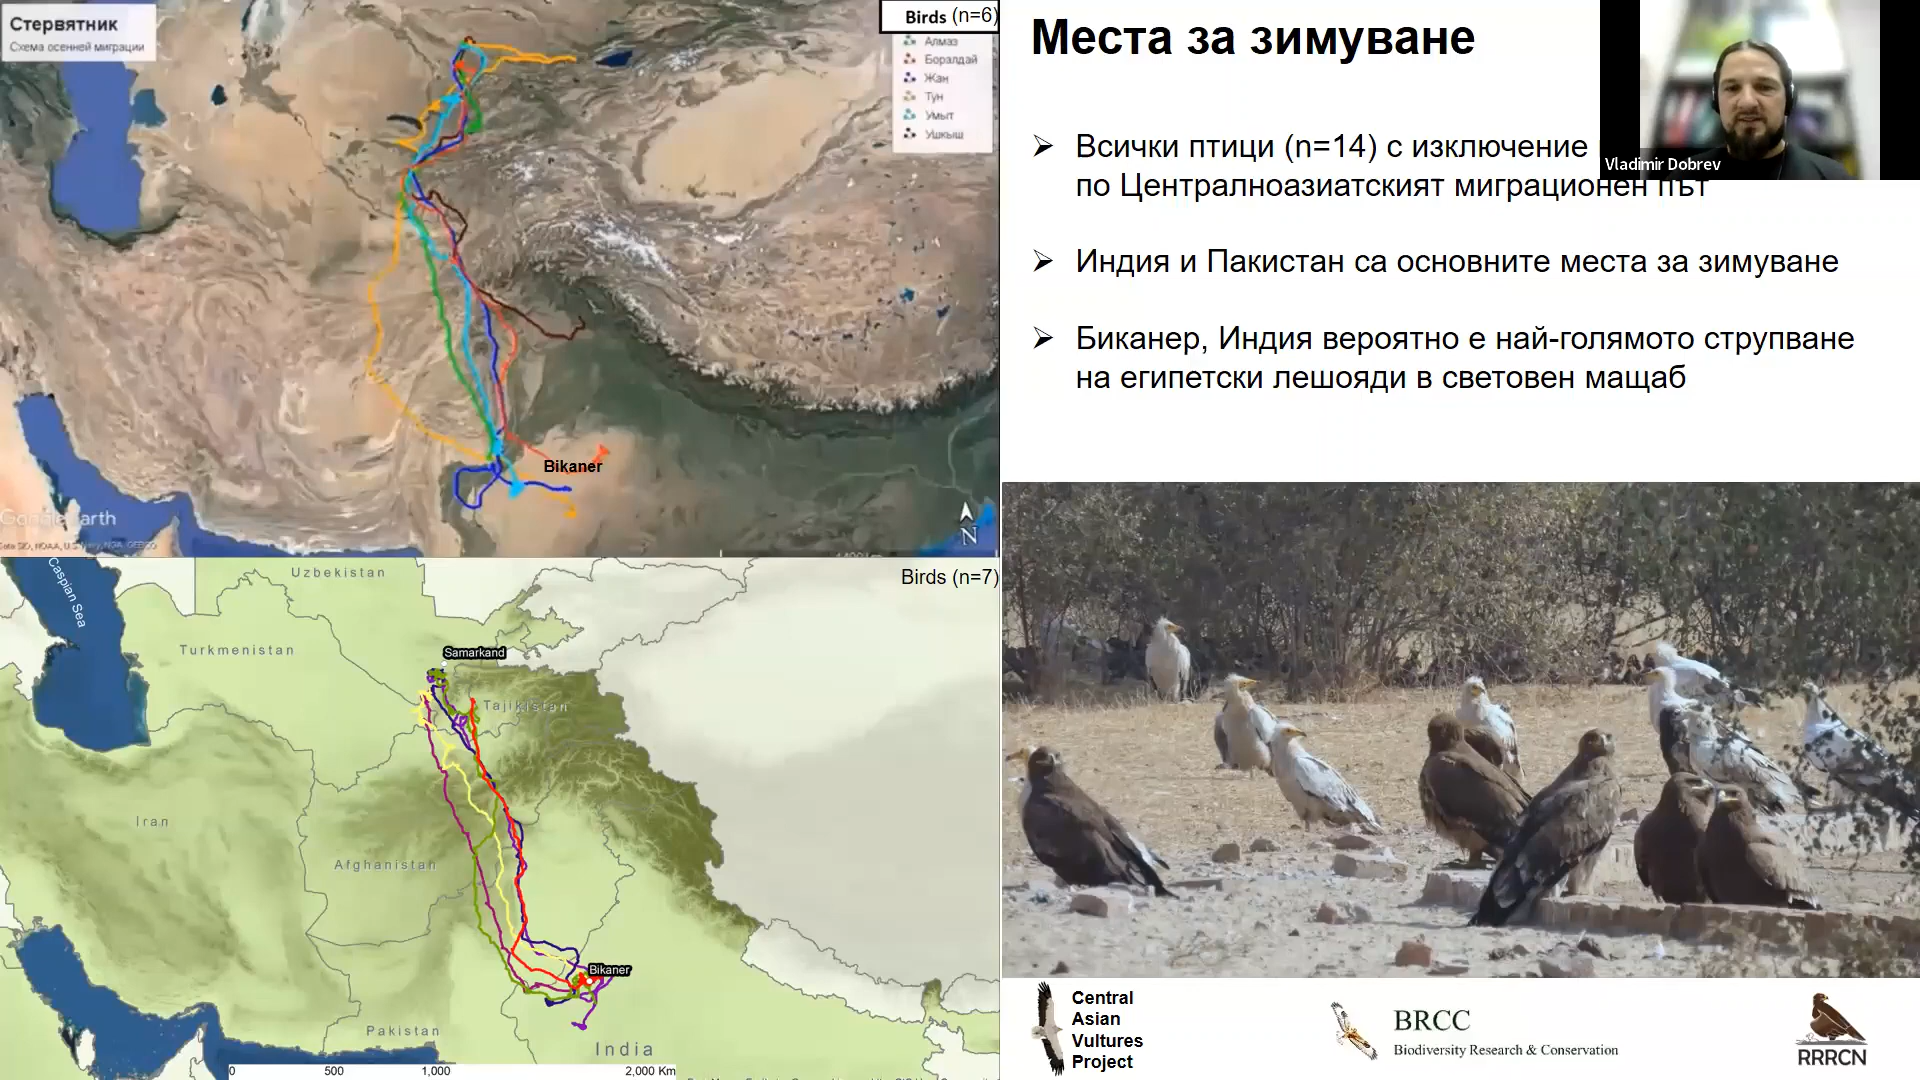 Стервятник
Схема осенней миграции
Birds (n=6)
Алмаз
Боралдай
Жан
Тун
Умыт
Ушкыш
Bikaner
Google Earth
N
Места за зимуване
Всички птици (n=14) с изключение
по Централноазиатският миграционен път
Индия и Пакистан са основните места за зимуване
Биканер, Индия вероятно е най-голямото струпване
на египетски лешояди в световен мащаб
Vladimir Dobrev
Birds (n=7)
Caspian Sea
Uzbekistan
Turkmenistan
Samarkand
Tajikistan
Iran
Afghanistan
Bikaner
Pakistan
India
0 500 1,000 2,000 Km
Central
Asian
Vultures
Project
BRCC
Biodiversity Research & Conservation
RRRCN